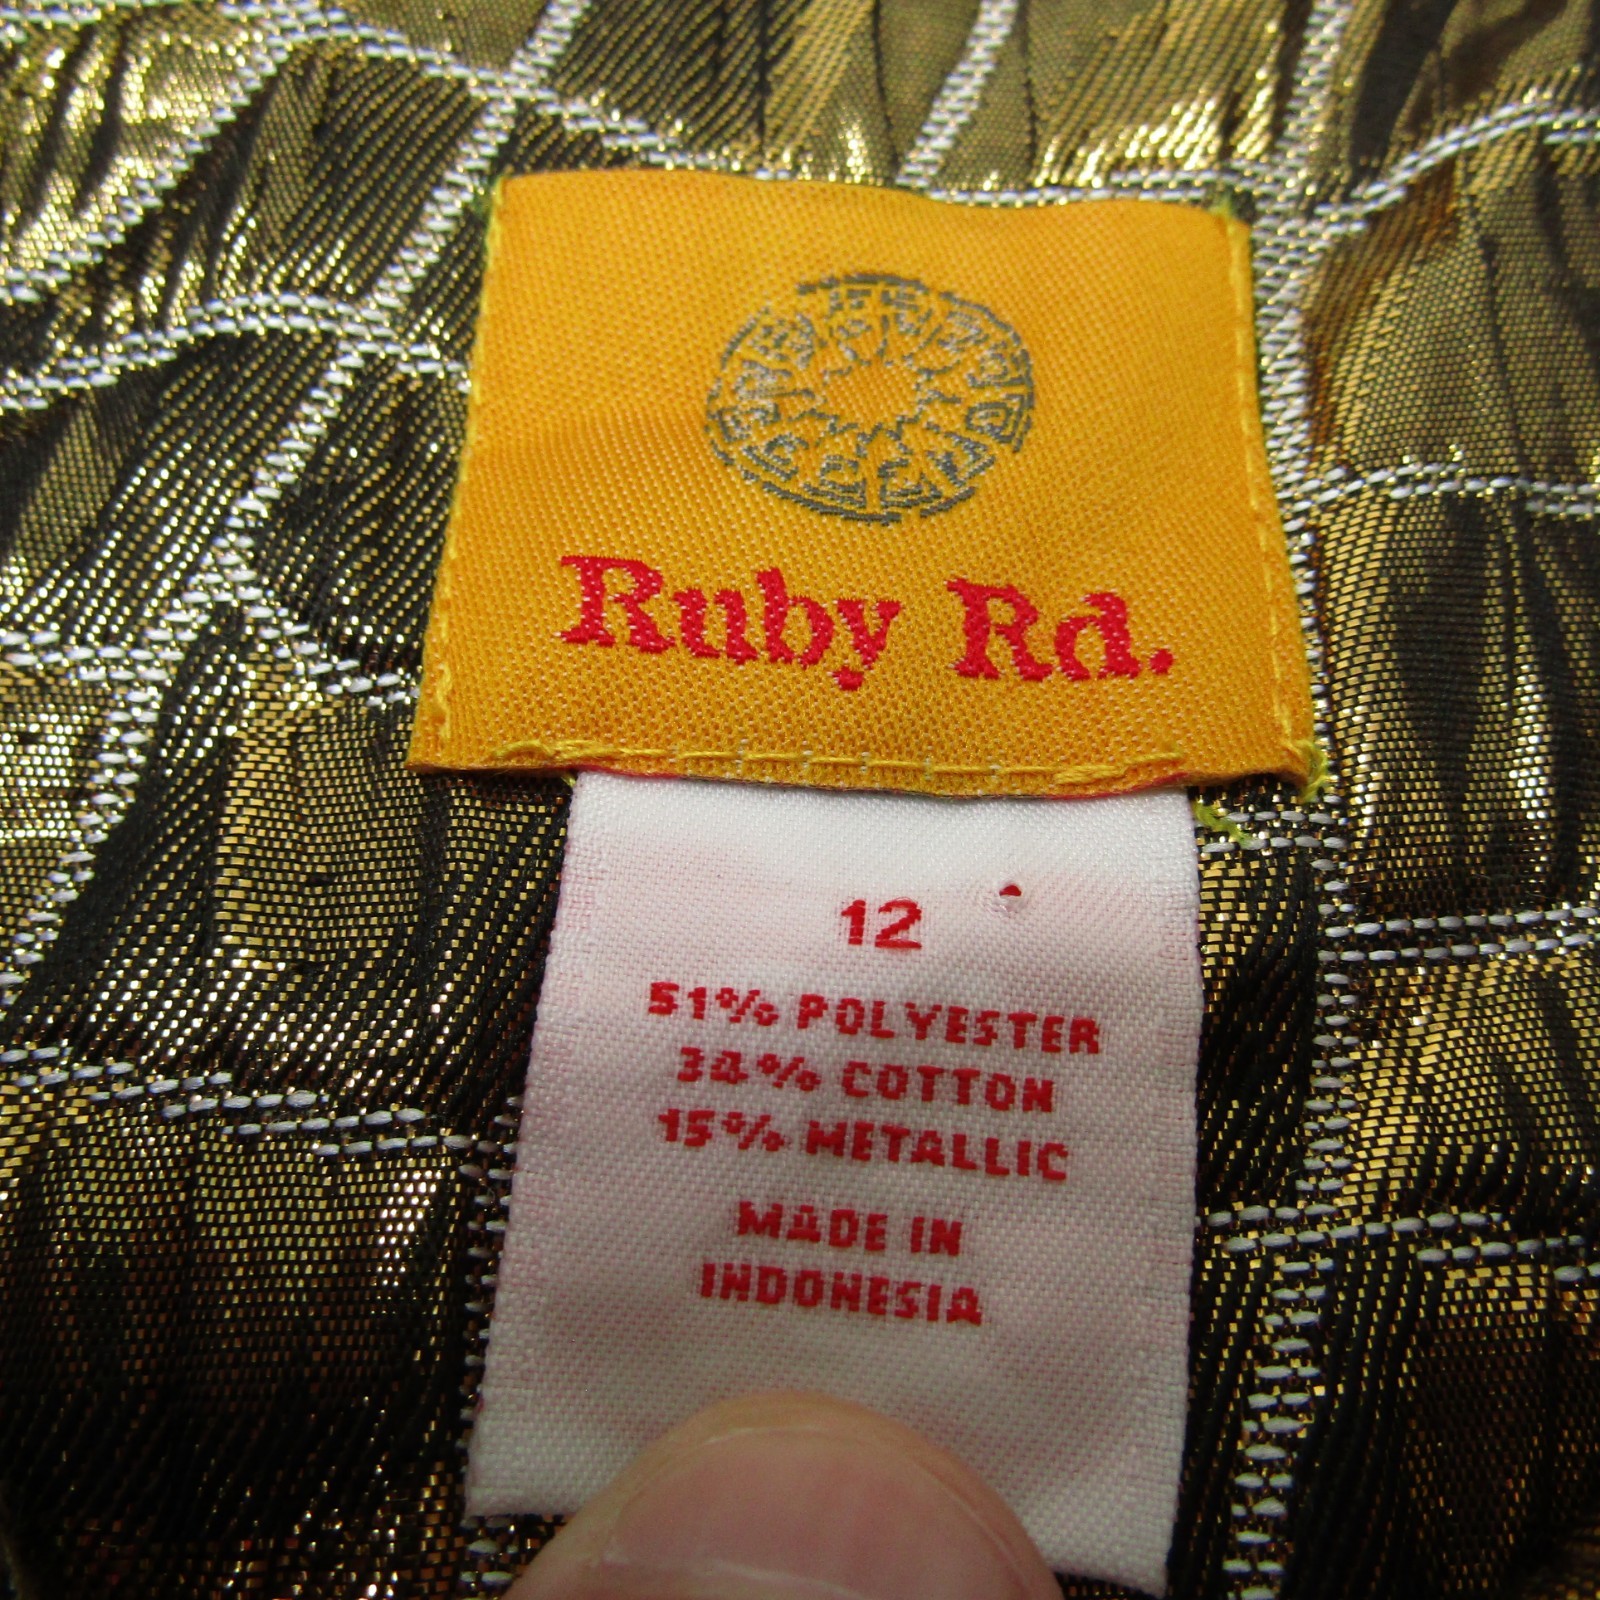 Ruby Rd.
12
51% POLYESTER
34% COTTON
15% METALLIC
MADE IN
INDONESIA